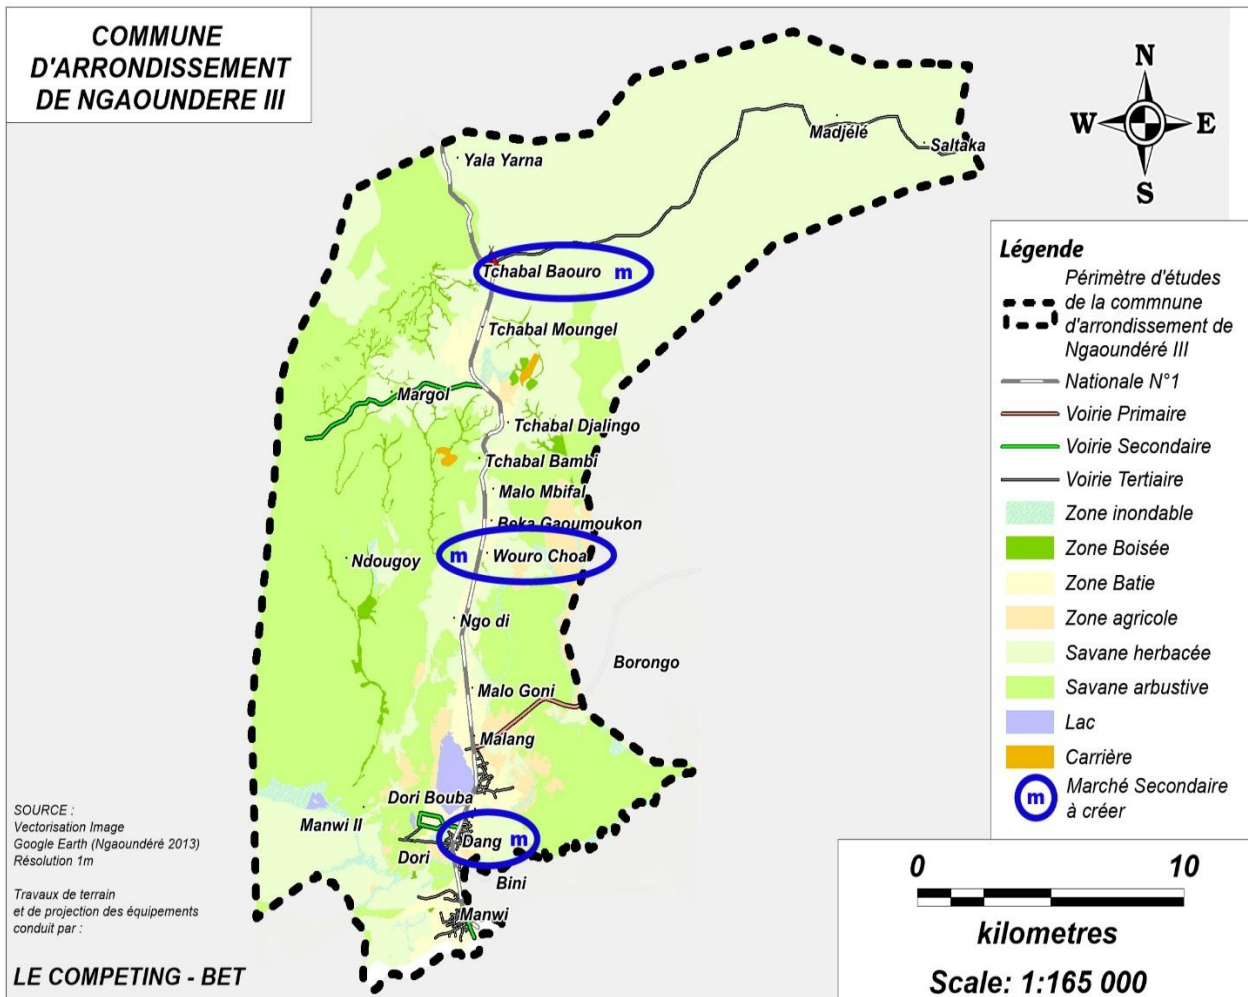 COMMUNE
D'ARRONDISSEMENT
DE NGAOUNDERE III
N
W
E
S
Yala Yarna
Madjélé
Saltaka
Tchabal Baouro m
Tchabal Moungel
Margol
Tchabal Djalingo
Tchabal Bambi
Malo Mbifal
Beka Gaoumoukon
m Wouro Choa
Ndougoy
Ngo di
Borongo
Malo Goni
Malang
Dori Bouba
Manwi II
Dang m
Dori
Bini
Manwi
Légende
Périmètre d'études
de la commnune
d'arrondissement de
Ngaoundéré III
Nationale N°1
Voirie Primaire
Voirie Secondaire
Voirie Tertiaire
Zone inondable
Zone Boisée
Zone Batie
Zone agricole
Savane herbacée
Savane arbustive
Lac
Carrière
m Marché Secondaire
à créer
SOURCE :
Vectorisation Image
Google Earth (Ngaoundéré 2013)
Résolution 1m
Travaux de terrain
et de projection des équipements
conduit par :
LE COMPETING - BET
0 10
kilometres
Scale: 1:165 000